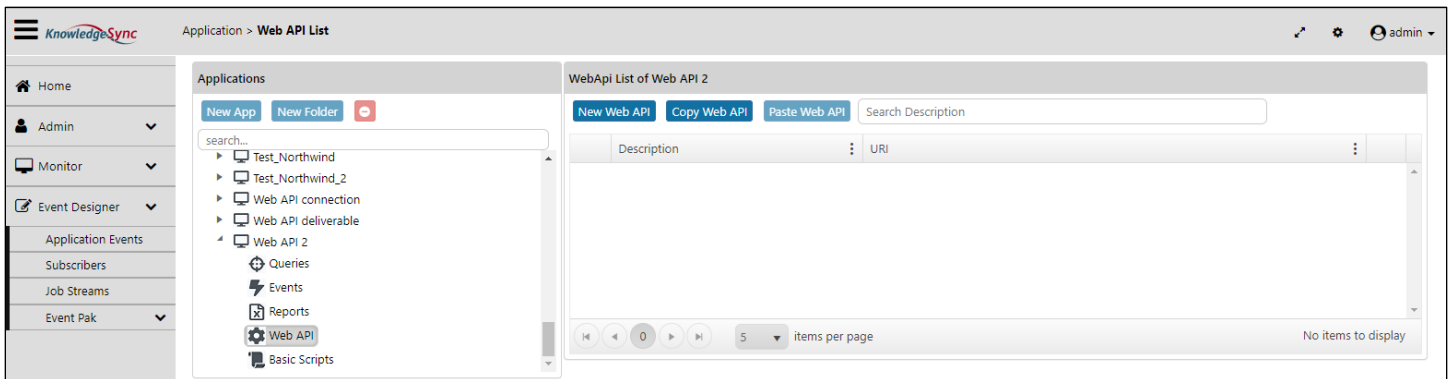 KnowledgeSync
Application > Web API List
admin
Home
Admin
Monitor
Event Designer
Application Events
Subscribers
Job Streams
Event Pak
Applications
New App New Folder
search...
Test_Northwind
Test_Northwind_2
Web API connection
Web API deliverable
Web API 2
Queries
Events
Reports
Web API
Basic Scripts
WebApi List of Web API 2
New Web API Copy Web API Paste Web API Search Description
Description URI
0 5 items per page No items to display